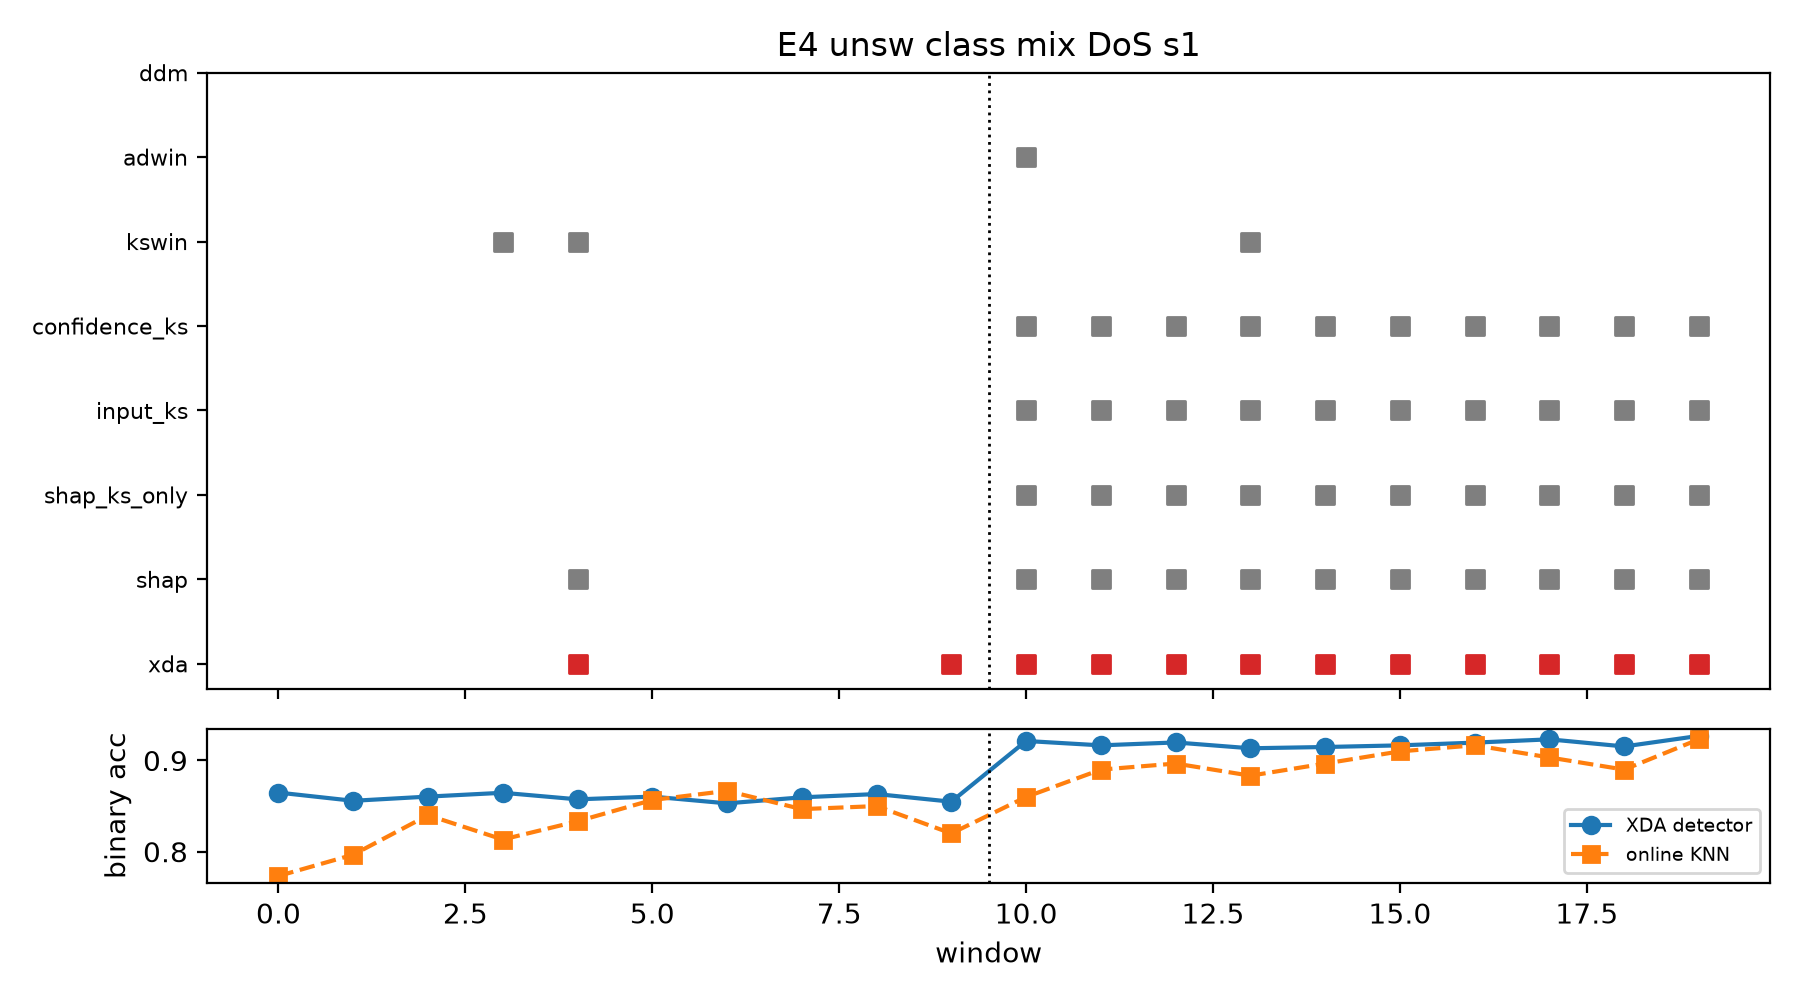 E4 unsw class mix DoS s1
ddm
adwin
kswin
confidence_ks
input_ks
shap_ks_only
shap
xda
binary acc
0.9
0.8
XDA detector
online KNN
0.0 2.5 5.0 7.5 10.0 12.5 15.0 17.5
window